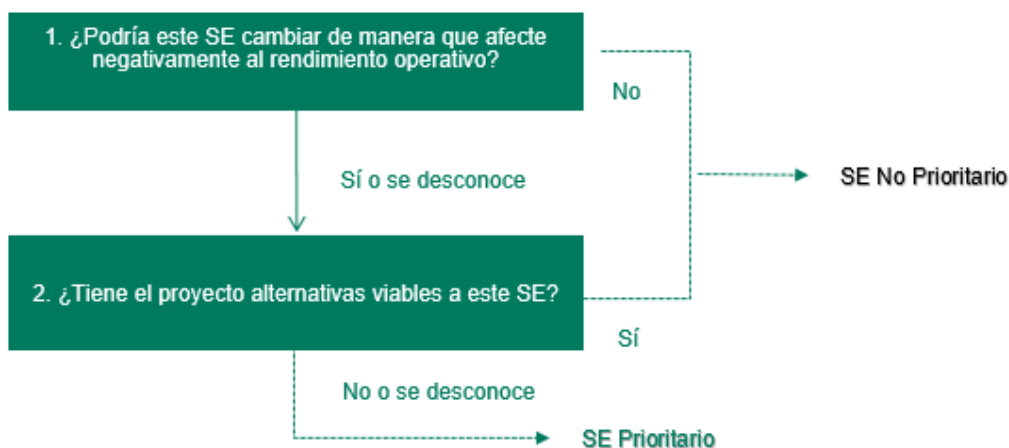 1. ¿Podría este SE cambiar de manera que afecte
negativamente al rendimiento operativo?
No
Sí o se desconoce
SE No Prioritario
2. ¿Tiene el proyecto alternativas viables a este SE?
Sí
No o se desconoce
SE Prioritario